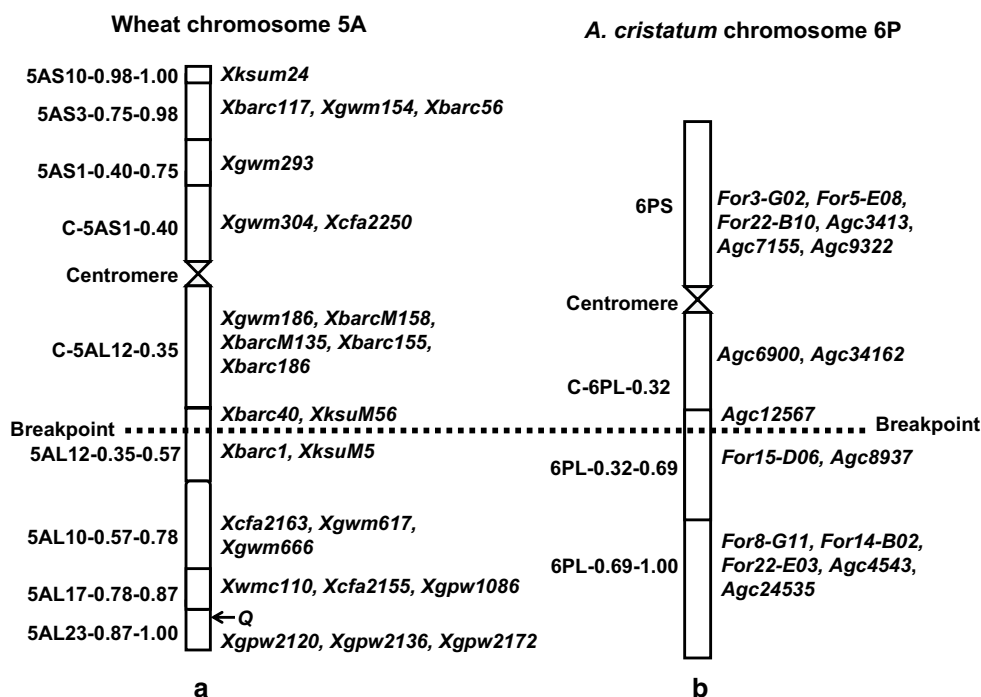 Wheat chromosome 5A
5AS10-0.98-1.00
Xksum24
5AS3-0.75-0.98
Xbarc117, Xgwm154, Xbarc56
5AS1-0.40-0.75
Xgwm293
C-5AS1-0.40
Xgwm304, Xcfa2250
Centromere
C-5AL12-0.35
Xgwm186, XbarcM158,
XbarcM135, Xbarc155,
Xbarc186
Xbarc40, XksuM56
Breakpoint
5AL12-0.35-0.57
Xbarc1, XksuM5
5AL10-0.57-0.78
Xcfa2163, Xgwm617,
Xgwm666
5AL17-0.78-0.87
Xwmc110, Xcfa2155, Xgpw1086
Q
5AL23-0.87-1.00
Xgpw2120, Xgpw2136, Xgpw2172
a
A. cristatum chromosome 6P
6PS
For3-G02, For5-E08,
For22-B10, Agc3413,
Agc7155, Agc9322
Centromere
C-6PL-0.32
Agc6900, Agc34162
Agc12567
Breakpoint
6PL-0.32-0.69
For15-D06, Agc8937
6PL-0.69-1.00
For8-G11, For14-B02,
For22-E03, Agc4543,
Agc24535
b